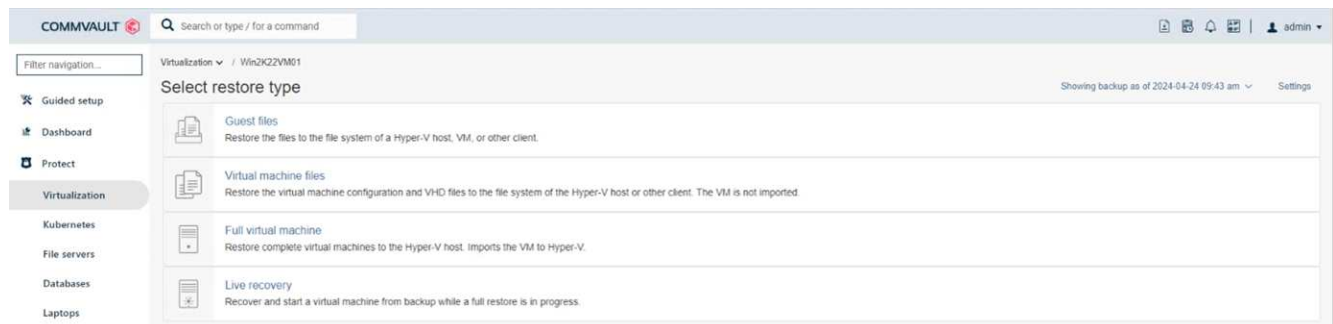 COMMVAULT
Search or type / for a command
admin
Filter navigation...
Virtualization / Win2K22VM01
Select restore type
Showing backup as of 2024-04-24 09:43 am
Settings
Guided setup
Dashboard
Protect
Virtualization
Kubernetes
File servers
Databases
Laptops
Guest files
Restore the files to the file system of a Hyper-V host, VM, or other client.
Virtual machine files
Restore the virtual machine configuration and VHD files to the file system of the Hyper-V host or other client. The VM is not imported.
Full virtual machine
Restore complete virtual machines to the Hyper-V host. Imports the VM to Hyper-V.
Live recovery
Recover and start a virtual machine from backup while a full restore is in progress.